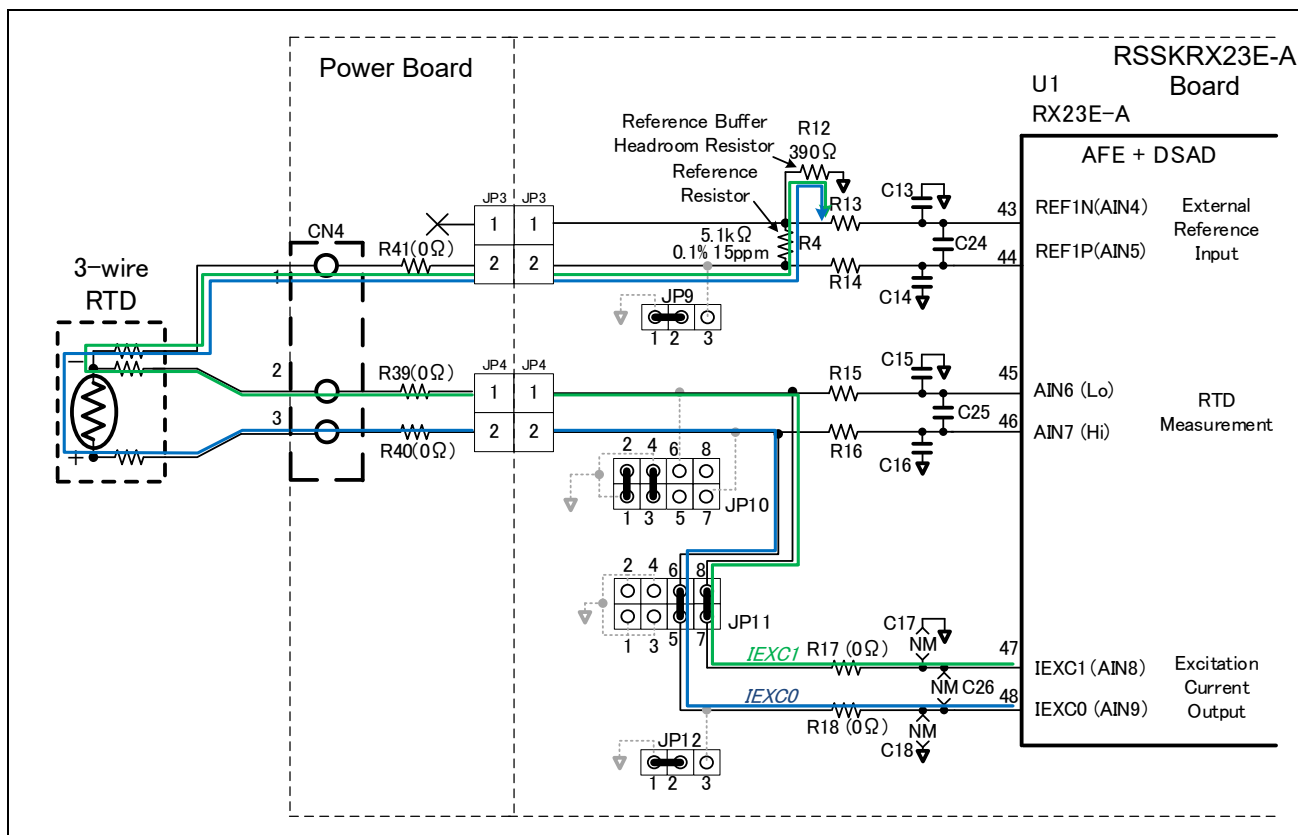 RSSKRX23E-A
Board
Power Board
U1
RX23E-A
Reference Buffer
Headroom Resistor
R12
390Ω
Reference
Resistor
AFE + DSAD
C13
JP3 JP3
1 1
2 2
R13
43
REF1N(AIN4)
External
Reference
Input
CN4
R41(0Ω)
5.1kΩ
0.1% 15ppm
R4
C24
REF1P(AIN5)
44
3-wire
RTD
1
R14
C14
JP9
1 2 3
−
2
R39(0Ω)
JP4 JP4
1 1
2 2
R15
C15
45
AIN6 (Lo)
RTD
Measurement
C25
3
R40(0Ω)
46
AIN7 (Hi)
R16
C16
+
2 4 6 8
1 3 5 7
JP10
2 4 6 8
1 3 5 7
JP11
C17
NM
47
IEXC1
R17 (0Ω)
IEXC1 (AIN8)
Excitation
Current
Output
NM C26
IEXC0
48
IEXC0 (AIN9)
R18 (0Ω)
NM
C18
JP12
1 2 3